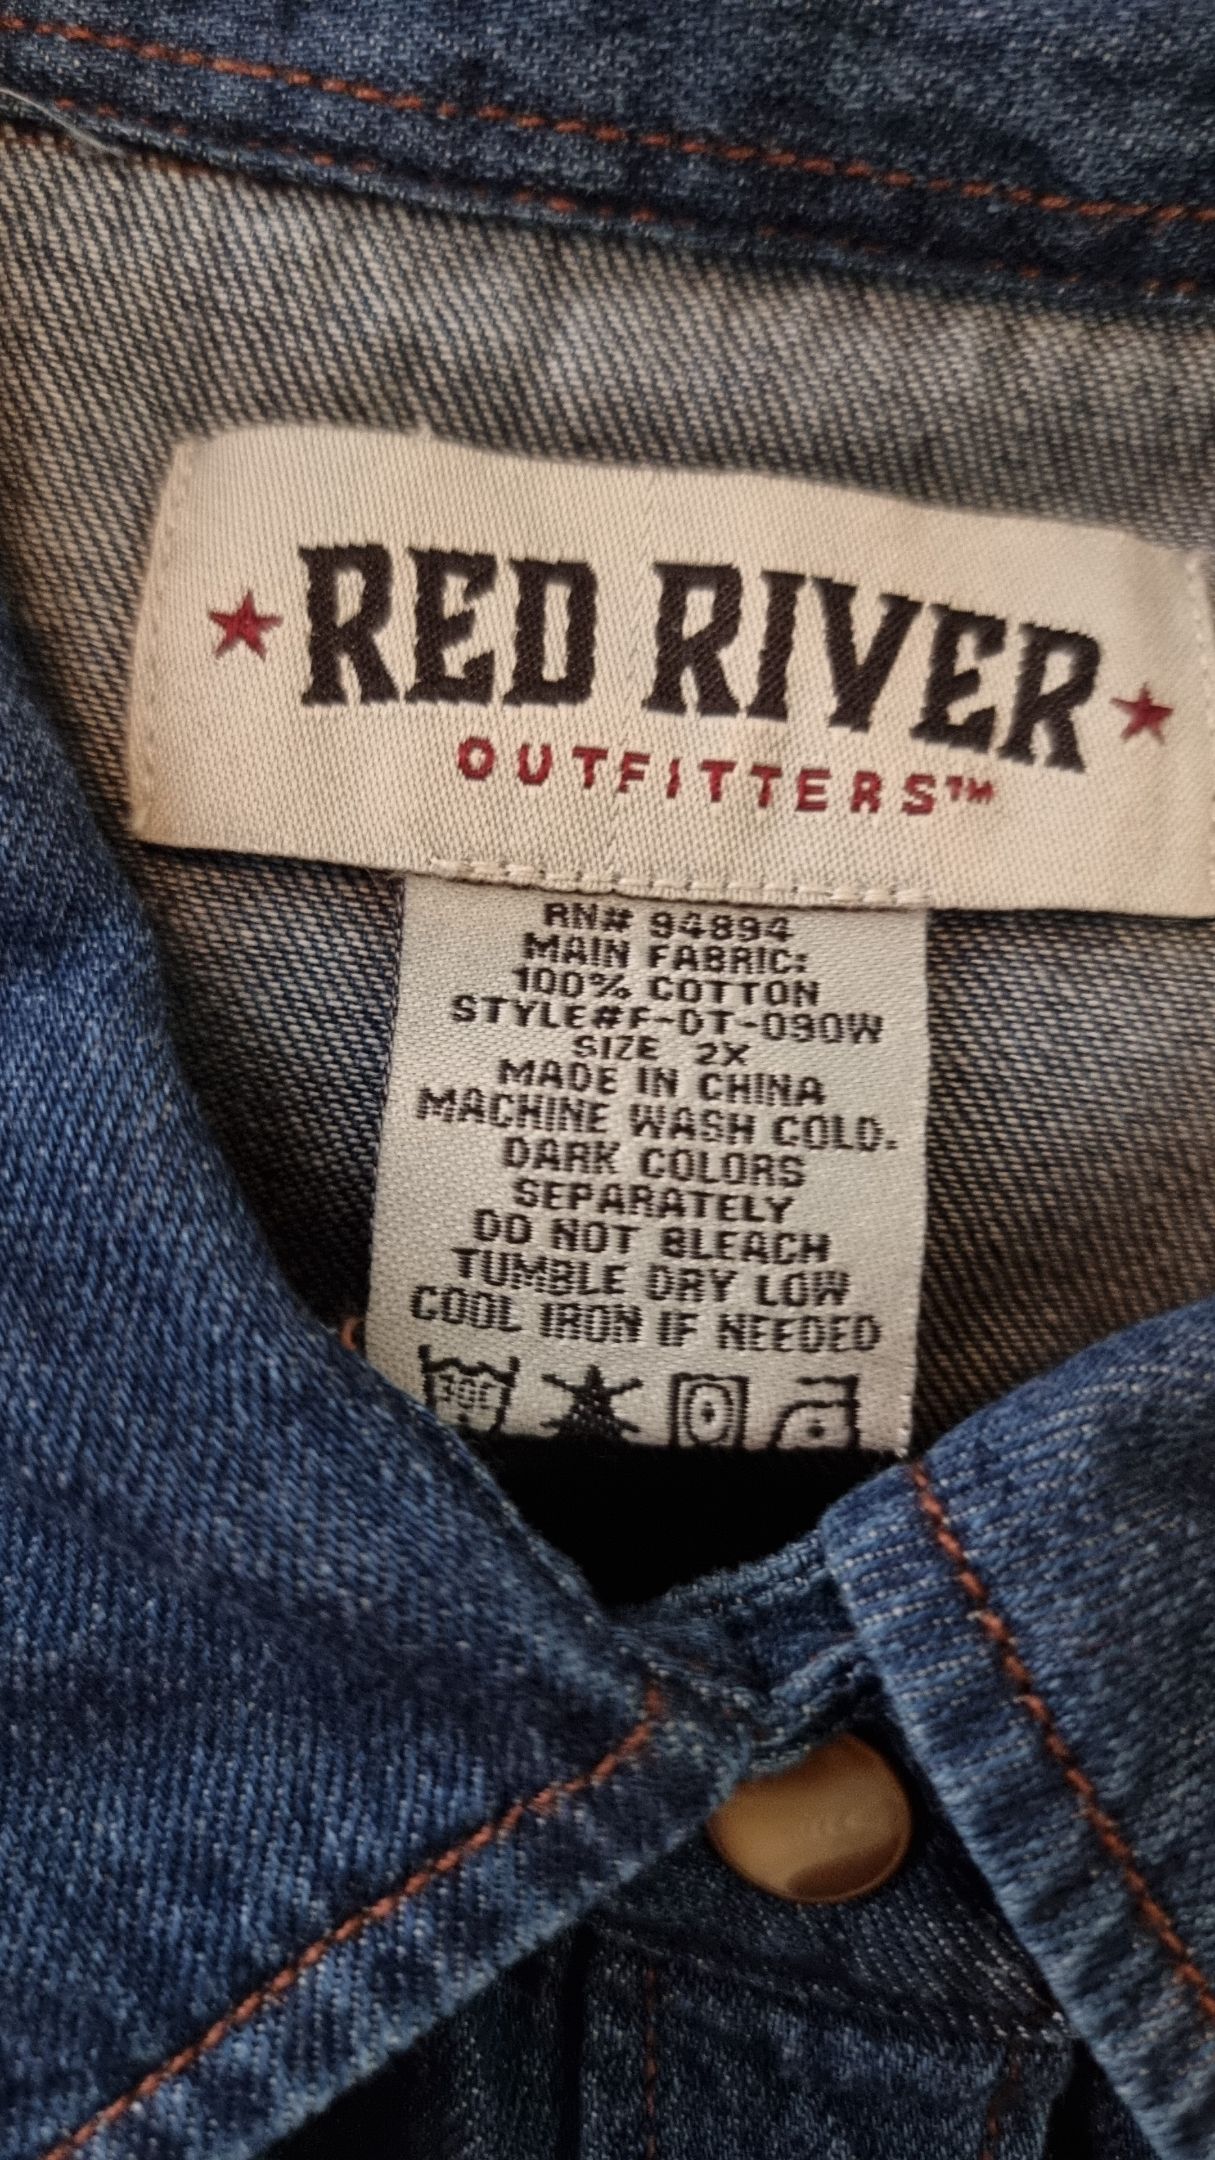 RED RIVER
OUTFITTERS™
RN# 94894
MAIN FABRIC:
100% COTTON
STYLE#F-DT-090W
SIZE 2X
MADE IN CHINA
MACHINE WASH COLD.
DARK COLORS
SEPARATELY
DO NOT BLEACH
TUMBLE DRY LOW
COOL IRON IF NEEDED
30C